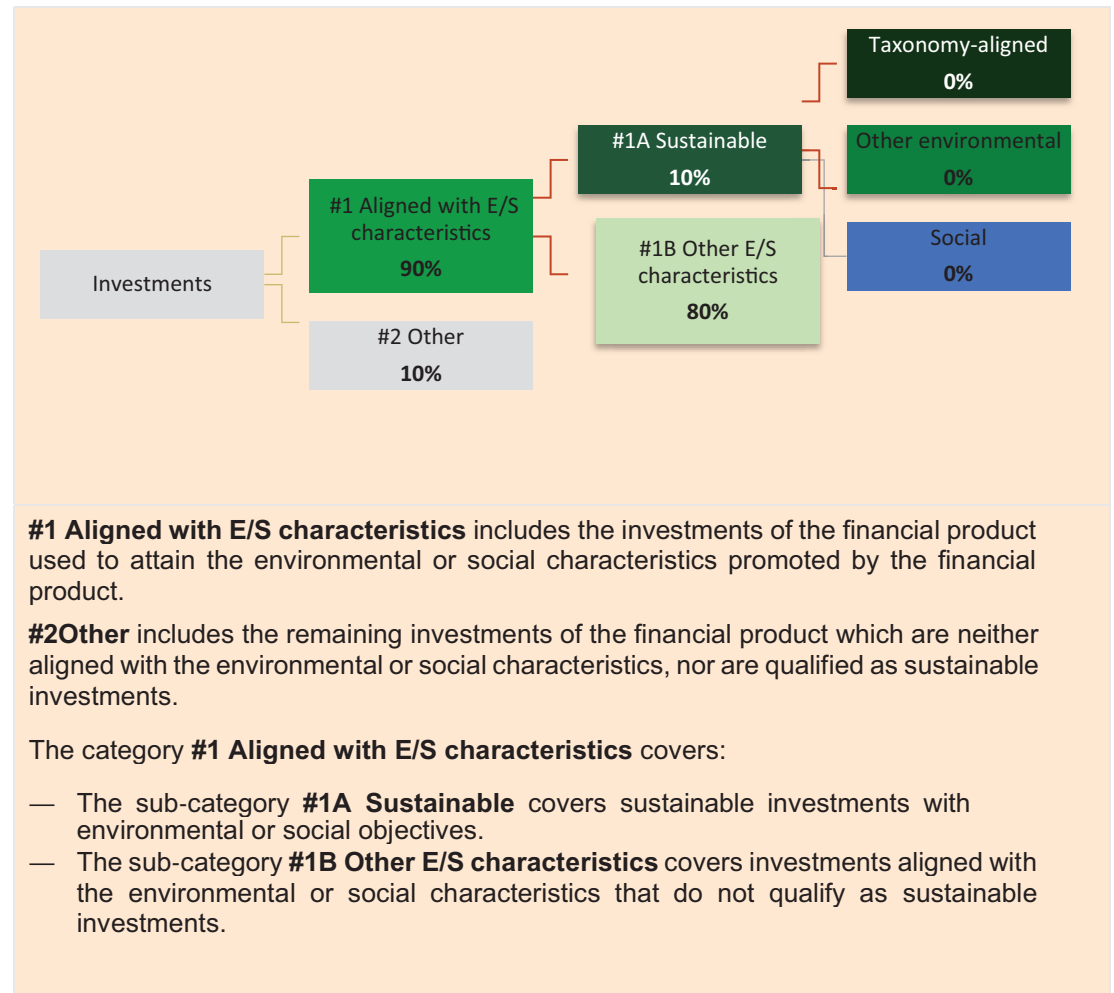 Taxonomy-aligned
0%
#1A Sustainable
10%
Other environmental
0%
#1 Aligned with E/S
characteristics
90%
#1B Other E/S
characteristics
80%
Social
0%
Investments
#2 Other
10%
#1 Aligned with E/S characteristics includes the investments of the financial product
used to attain the environmental or social characteristics promoted by the financial
product.
#2Other includes the remaining investments of the financial product which are neither
aligned with the environmental or social characteristics, nor are qualified as sustainable
investments.
The category #1 Aligned with E/S characteristics covers:
— The sub-category #1A Sustainable covers sustainable investments with
environmental or social objectives.
— The sub-category #1B Other E/S characteristics covers investments aligned with
the environmental or social characteristics that do not qualify as sustainable
investments.